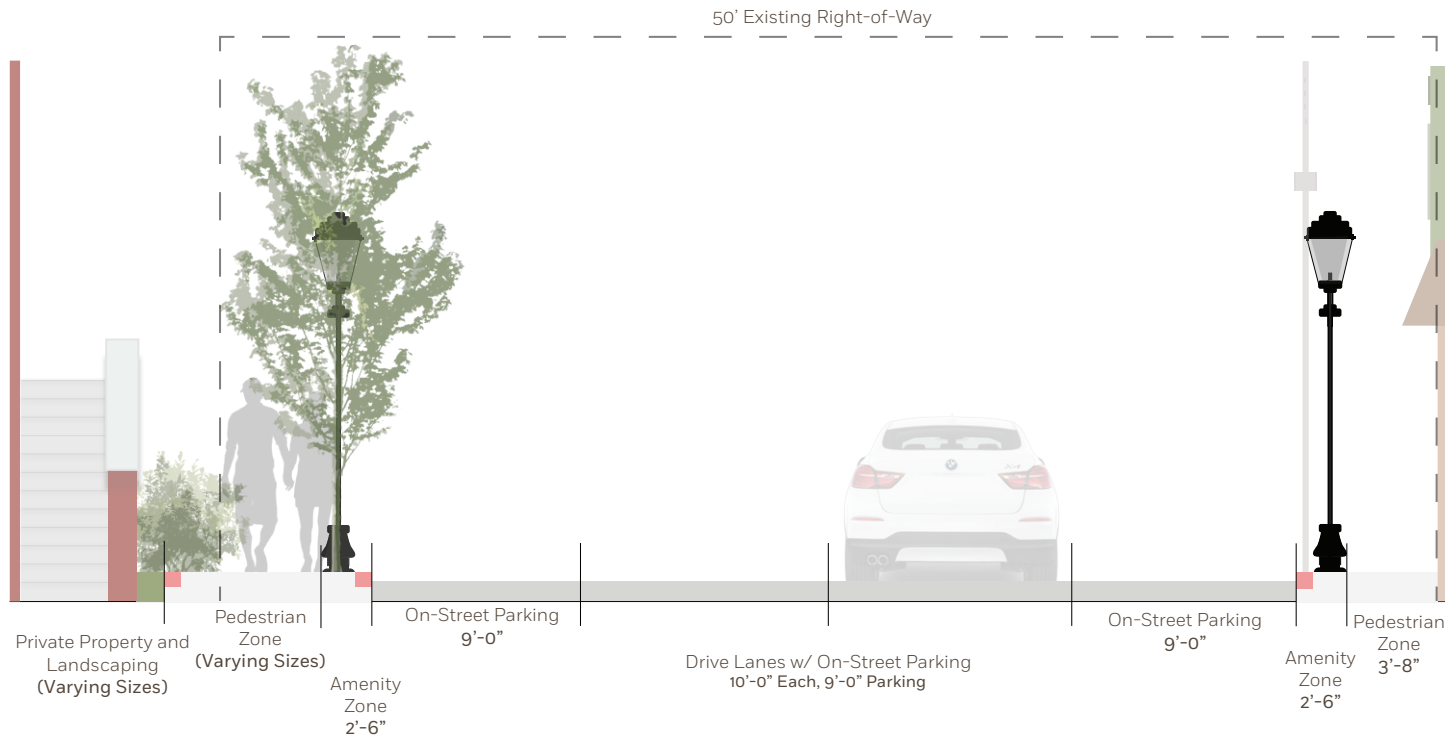 50’ Existing Right-of-Way
Private Property and
Landscaping
(Varying Sizes)
Pedestrian
Zone
(Varying Sizes)
Amenity
Zone
2’-6”
On-Street Parking
9’-0”
Drive Lanes w/ On-Street Parking
10’-0” Each, 9’-0” Parking
On-Street Parking
9’-0”
Amenity
Zone
2’-6”
Pedestrian
Zone
3’-8”